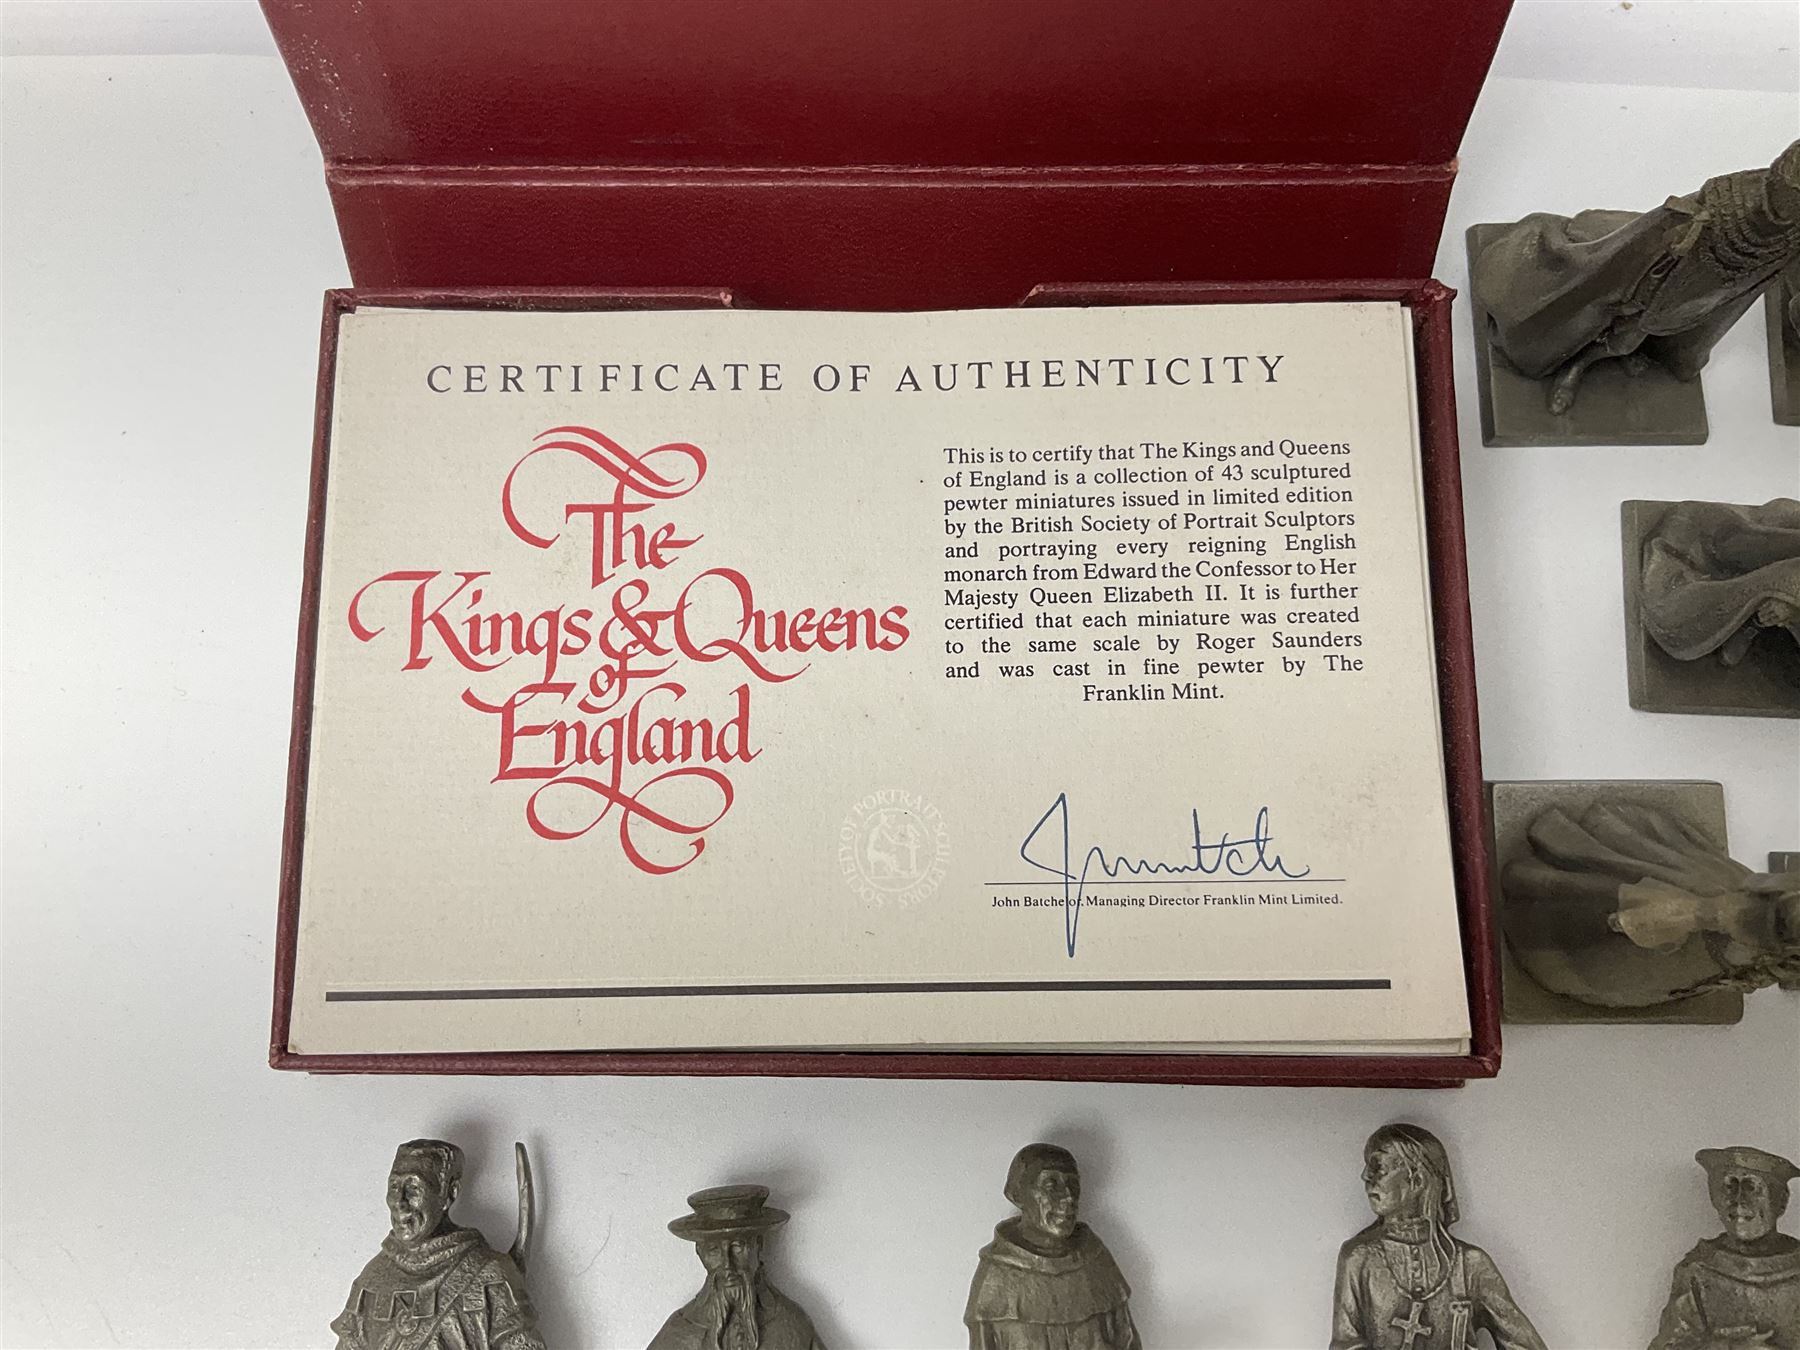 CERTIFICATE OF AUTHENTICITY
The
Kings & Queens
of
England
This is to certify that The Kings and Queens
of England is a collection of 43 sculptured
pewter miniatures issued in limited edition
by the British Society of Portrait Sculptors
and portraying every reigning English
monarch from Edward the Confessor to Her
Majesty Queen Elizabeth II. It is further
certified that each miniature was created
to the same scale by Roger Saunders
and was cast in fine pewter by The
Franklin Mint.
SOCIETY OF PORTRAIT SCULPTORS
John Batchelor, Managing Director Franklin Mint Limited.